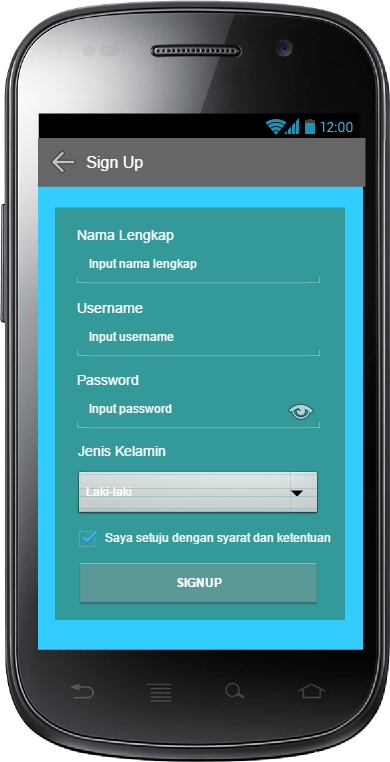 12:00
Sign Up
Nama Lengkap
Input nama lengkap
Username
Input username
Password
Input password
Jenis Kelamin
Laki-laki
Saya setuju dengan syarat dan ketentuan
SIGNUP